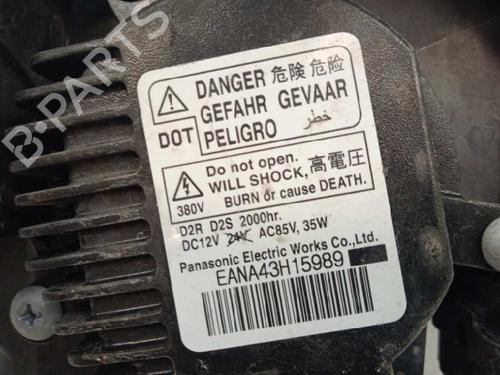 DANGER 危険 危险
GEFAHR GEVAAR
DOT PELIGRO خطر
Do not open.
WILL SHOCK, 高電圧
380V BURN or cause DEATH.
D2R D2S 2000hr.
DC12V 24V AC85V, 35W
Panasonic Electric Works Co., Ltd.
EANA43H15989
B-PARTS